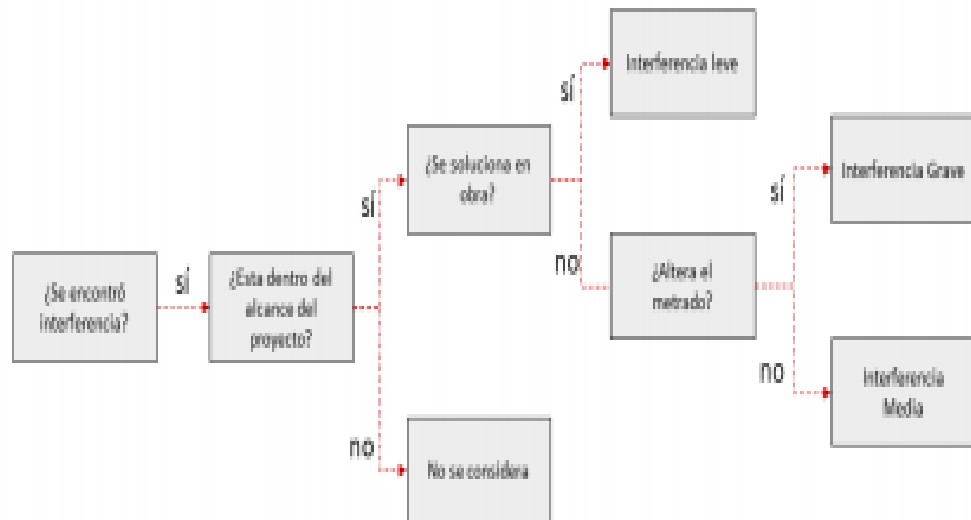 ¿Se encontró
interferencia?
sí
¿Esta dentro del
alcance del
proyecto?
sí
no
¿Se soluciona en
obra?
No se considera
sí
no
Interferencia leve
¿Altera el
metrado?
sí
no
Interferencia Grave
Interferencia
Media